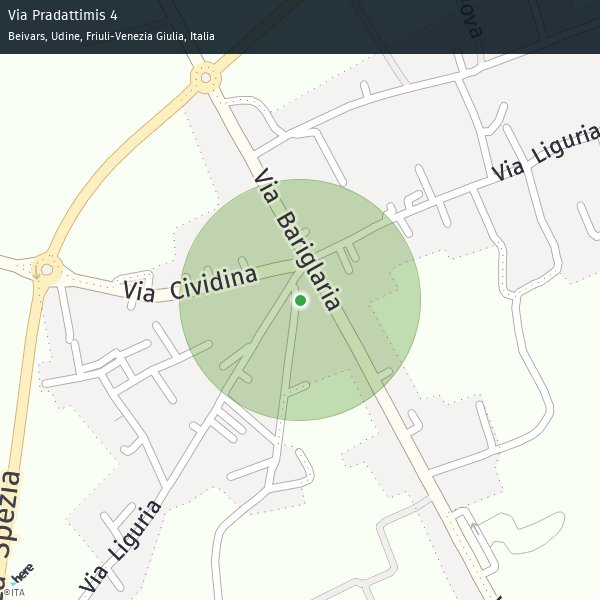 Via Pradattimis 4
Beivars, Udine, Friuli-Venezia Giulia, Italia
Via Liguria
Via Bariglaria
Via Cividina
Spezia
Via Liguria
here
©ITA